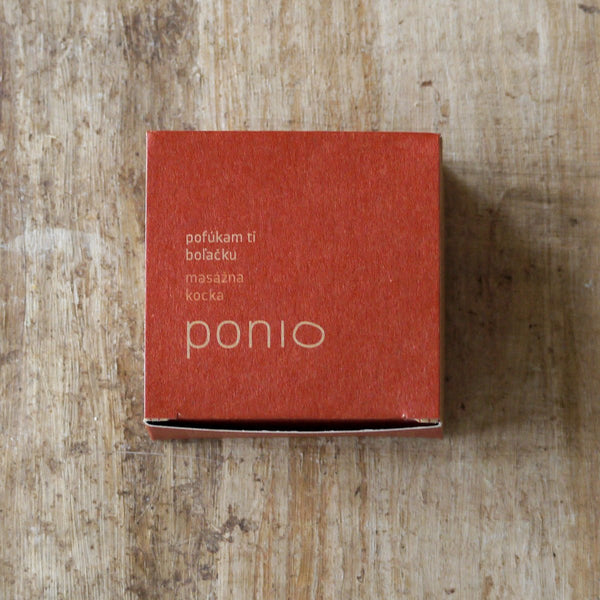 pofúkam ti
boľačku
masážna
kocka
ponio